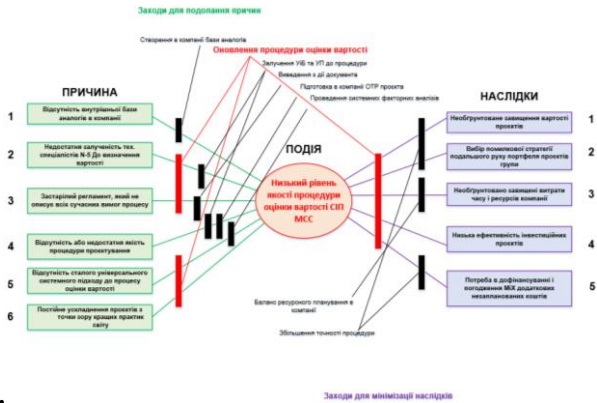 Заходи для подолання причин
Створення в компанії бази аналогів
Оновлення процедури оцінки вартості
Залучення УіБ та УП до процедури
Виведення з дії документа
Підготовка в компанії ОТР проєкта
Проведення системних факторних аналізів
ПРИЧИНА
1
Відсутність внутрішньої бази
аналогів в компанії
2
Недостатня залученість тех.
спеціалістів N-5 До визначення
вартості
3
Застарілий регламент, який не
описує всіх сучасних вимог процесу
4
Відсутність або недостатня якість
процедури проєктування
5
Відсутність сталого універсального
системного підходу до процесу
оцінки вартості
6
Постійне ускладнення проєктів з
точки зору кращих практик
світу
ПОДІЯ
Низький рівень
якості процедури
оцінки вартості СІП
МСС
НАСЛІДКИ
Необґрунтоване завищення вартості
проєктів
1
Вибір помилкової стратегії
подальшого руху портфеля проєктів
групи
2
Необґрунтовано завищені витрати
часу і ресурсів компанії
3
Низька ефективність інвестиційних
проєктів
4
Потреба в дофінансуванні і
погодження МіХ додаткових
незапланованих коштів
5
Баланс ресурсного планування в
компанії
Збільшення точності процедури
Заходи для мінімізації наслідків